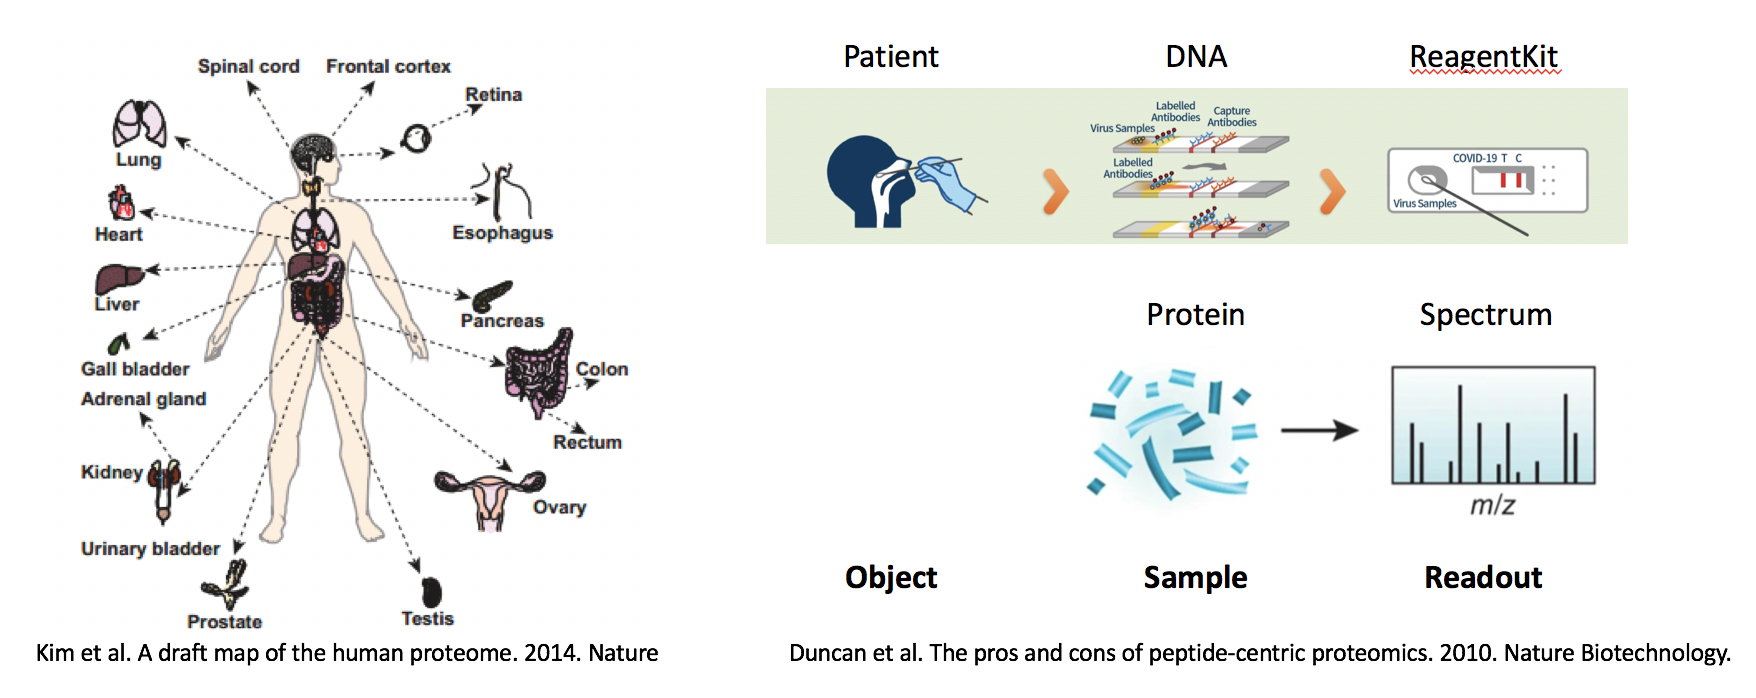 Spinal cord
Frontal cortex
Retina
Lung
Heart
Esophagus
Liver
Pancreas
Gall bladder
Colon
Adrenal gland
Rectum
Kidney
Ovary
Urinary bladder
Prostate
Testis
Kim et al. A draft map of the human proteome. 2014. Nature
Patient
DNA
ReagentKit
Labelled
Antibodies
Capture
Antibodies
Virus Samples
Labelled
Antibodies
COVID-19 T C
Virus Samples
Protein
Spectrum
m/z
Object
Sample
Readout
Duncan et al. The pros and cons of peptide-centric proteomics. 2010. Nature Biotechnology.